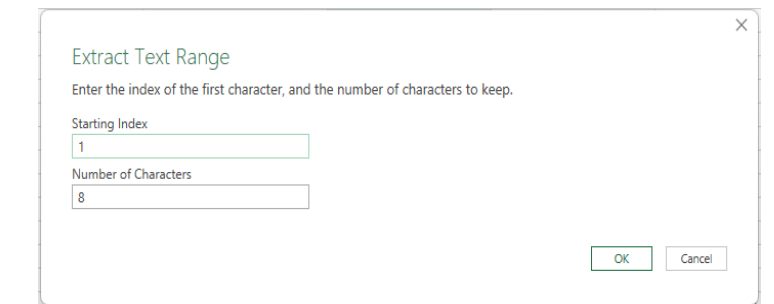 Extract Text Range
Enter the index of the first character, and the number of characters to keep.
Starting Index
1
Number of Characters
8
OK Cancel